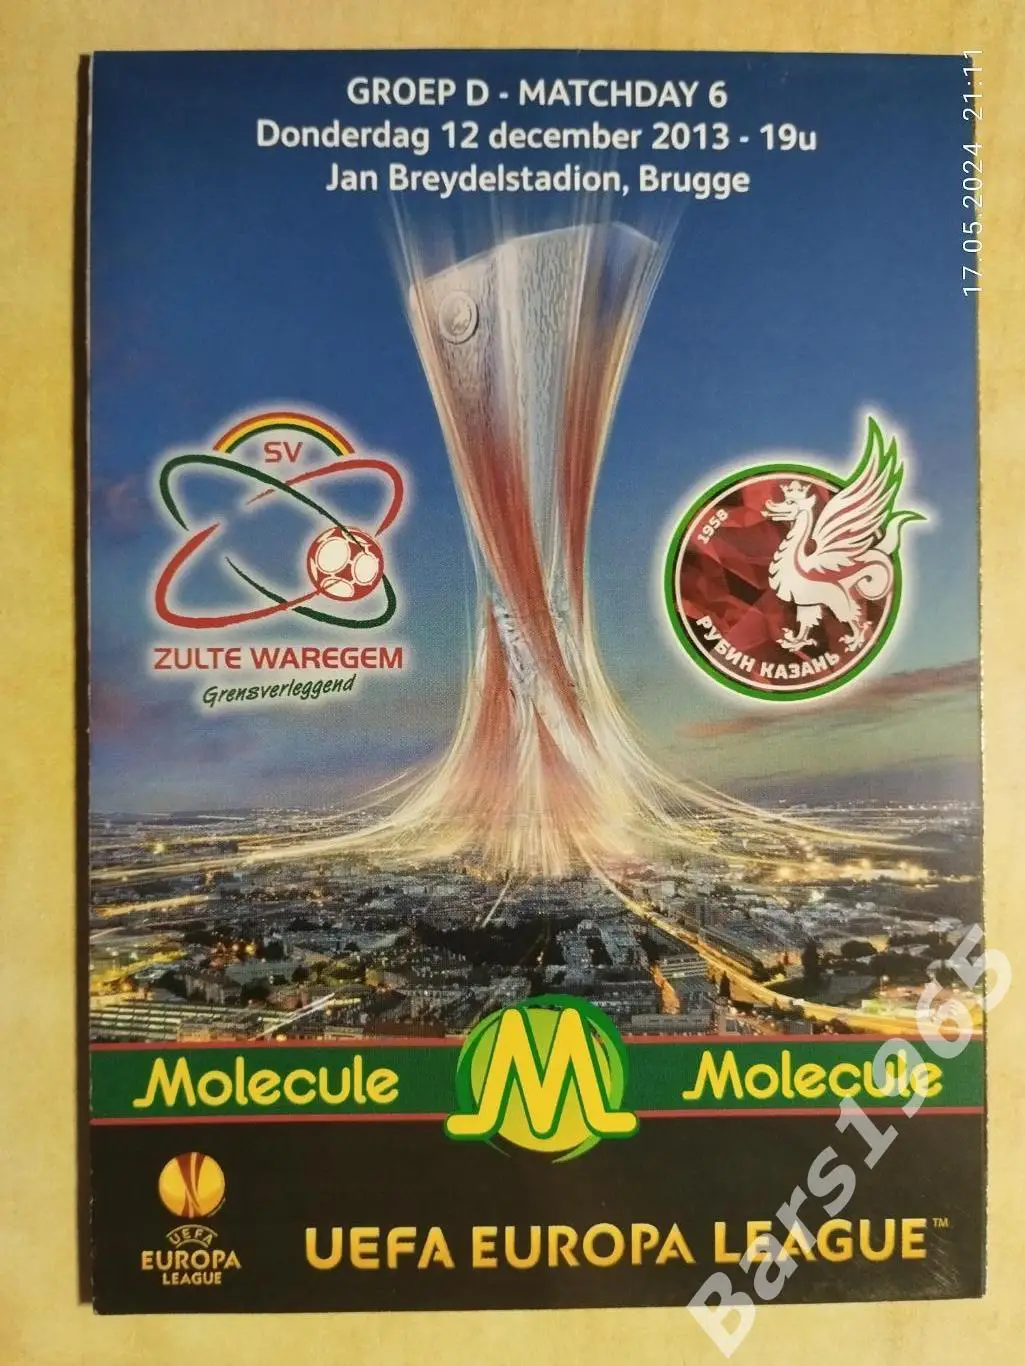 GROEP D - MATCHDAY 6
Donderdag 12 december 2013 - 19u
Jan Breydelstadion, Brugge
17.05.2024 21:11
SV
ZULTE WAREGEM
Grensverleggend
1958
РУБИН КАЗАНЬ
Molecule
M
Molecule
UEFA
EUROPA
LEAGUE
UEFA EUROPA LEAGUE™
Bars1965